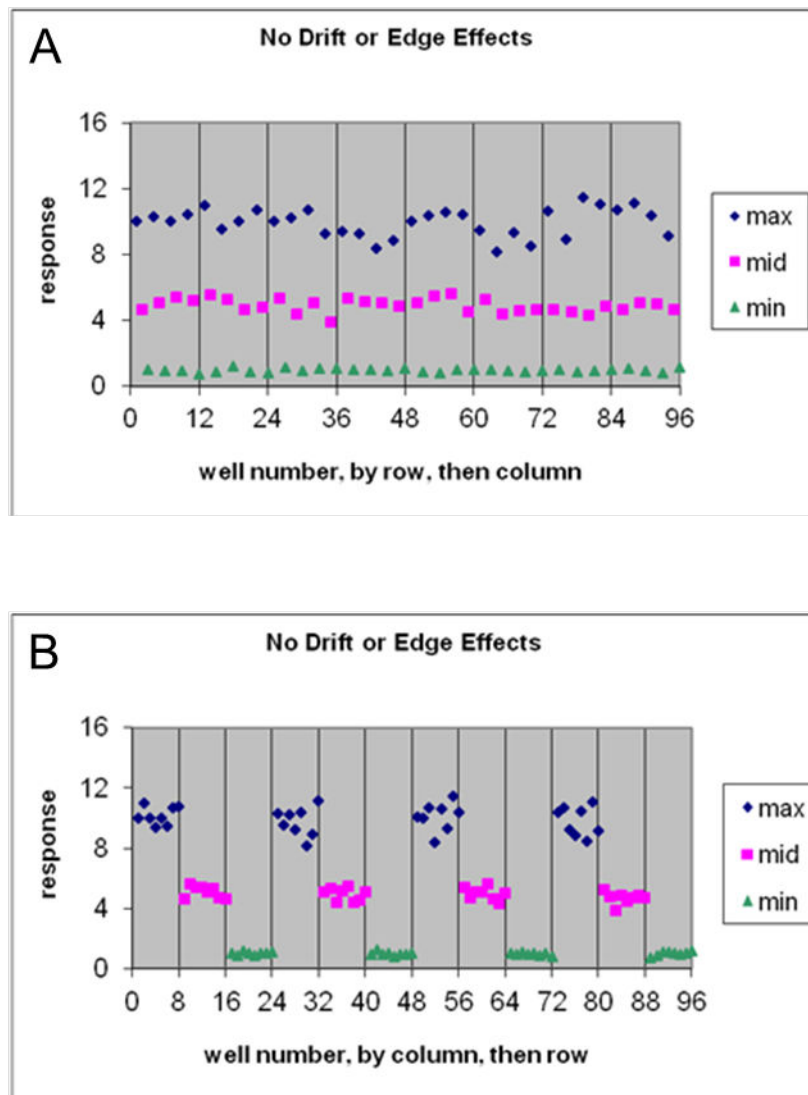 A
No Drift or Edge Effects
16
12
8
4
0
response
0 12 24 36 48 60 72 84 96
well number, by row, then column
max
mid
min
B
No Drift or Edge Effects
16
12
8
4
0
response
0 8 16 24 32 40 48 56 64 72 80 88 96
well number, by column, then row
max
mid
min